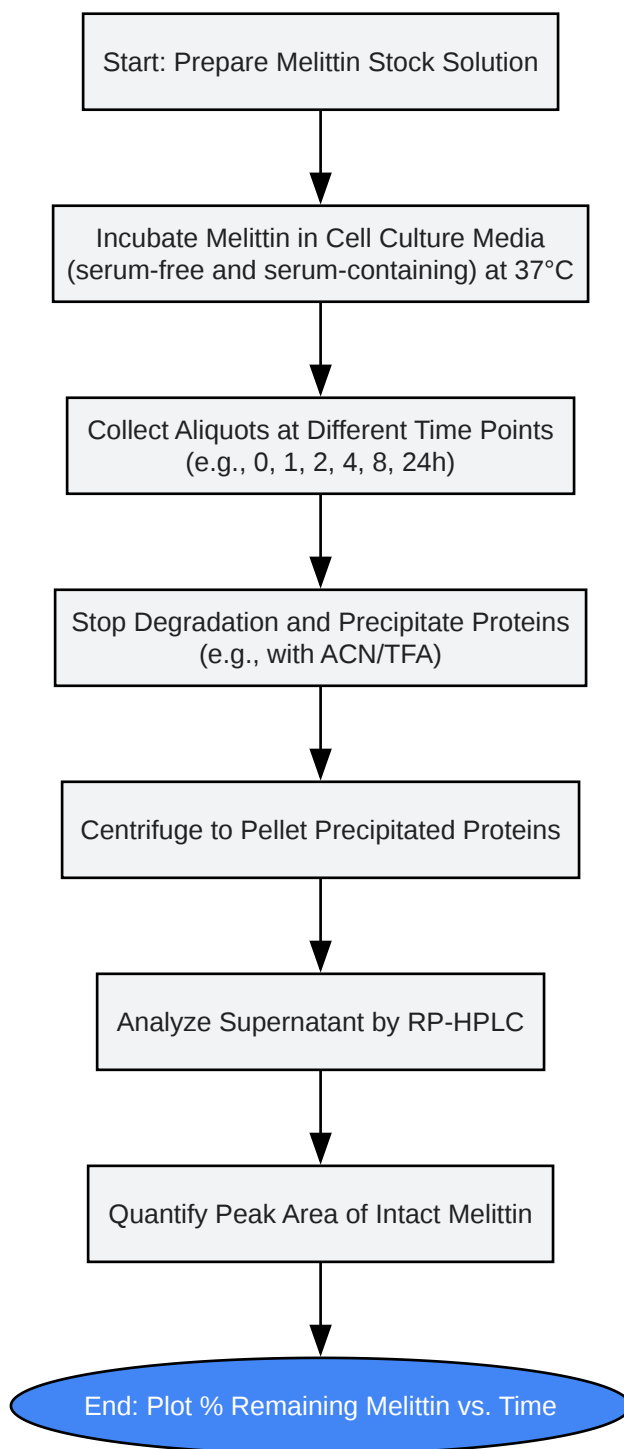 Start: Prepare Melittin Stock Solution
Incubate Melittin in Cell Culture Media
(serum-free and serum-containing) at 37°C
Collect Aliquots at Different Time Points
(e.g., 0, 1, 2, 4, 8, 24h)
Stop Degradation and Precipitate Proteins
(e.g., with ACN/TFA)
Centrifuge to Pellet Precipitated Proteins
Analyze Supernatant by RP-HPLC
Quantify Peak Area of Intact Melittin
End: Plot % Remaining Melittin vs. Time